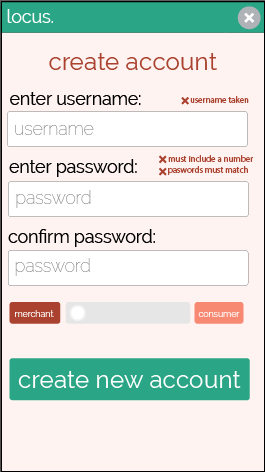 locus.
create account
enter username:
username taken
username
enter password:
must include a number
paswords must match
password
confirm password:
password
merchant
consumer
create new account